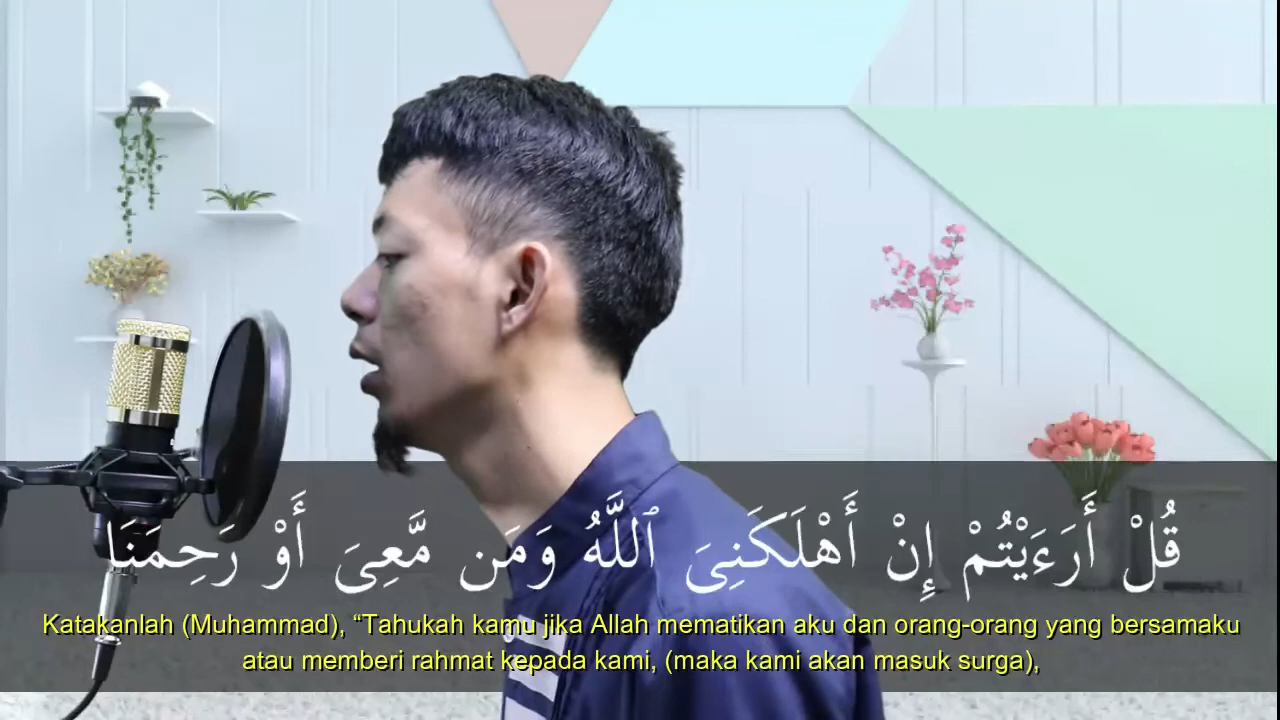 قُلْ أَرَءَيْتُمْ إِنْ أَهْلَكَنِىَ ٱللَّهُ وَمَن مَّعِىَ أَوْ رَحِمَنَا
Katakanlah (Muhammad), “Tahukah kamu jika Allah mematikan aku dan orang-orang yang bersamaku
atau memberi rahmat kepada kami, (maka kami akan masuk surga),